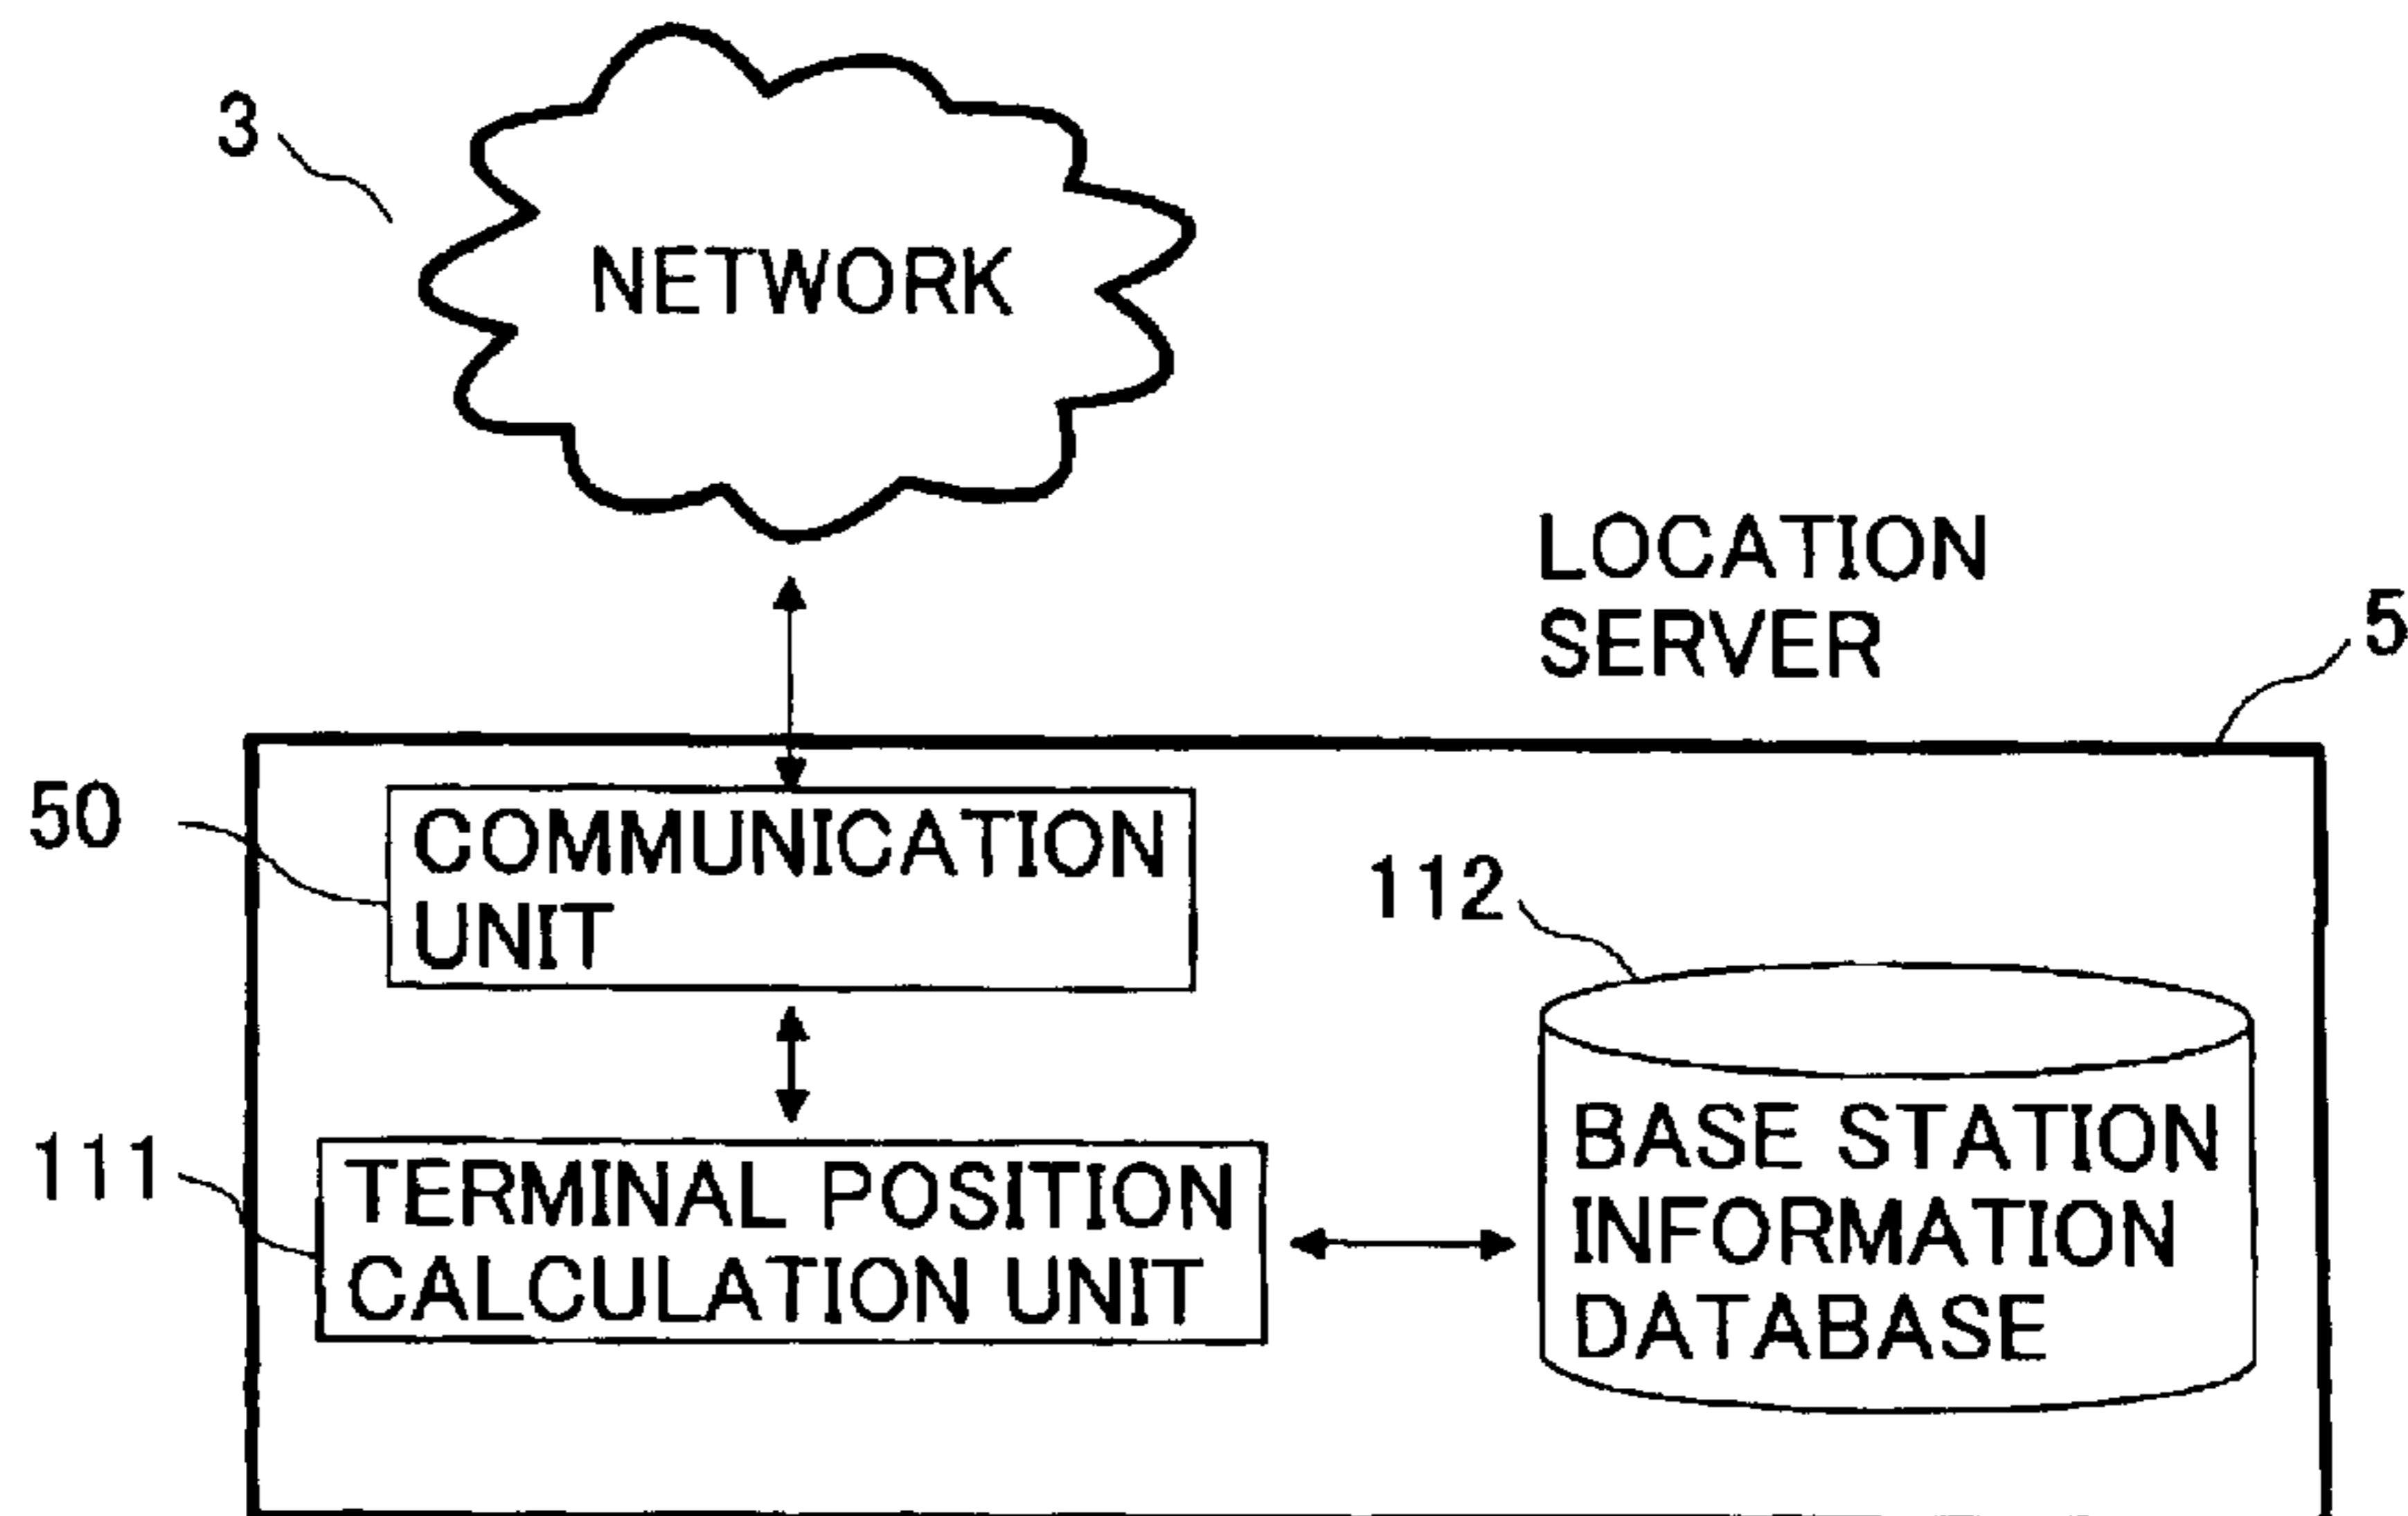 3
NETWORK
LOCATION
SERVER
5
50
COMMUNICATION
UNIT
112
111
TERMINAL POSITION
CALCULATION UNIT
BASE STATION
INFORMATION
DATABASE